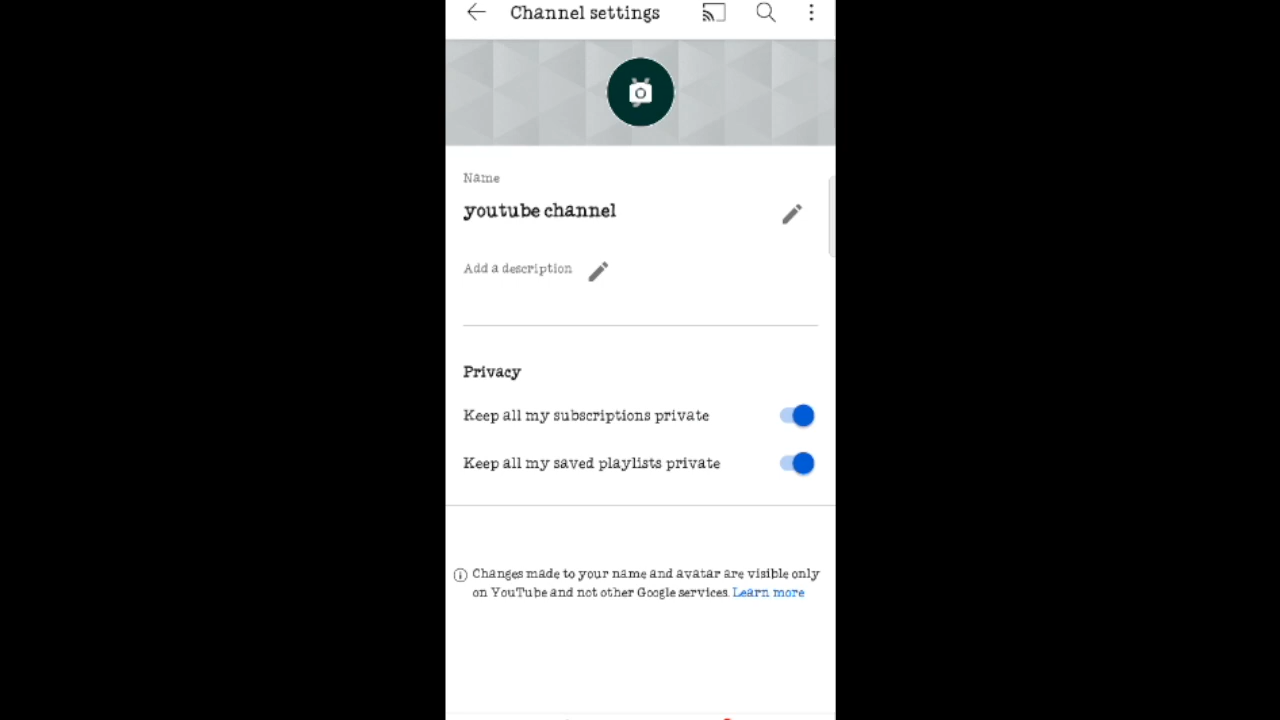 Channel settings
Name
youtube channel
Add a description
Privacy
Keep all my subscriptions private
Keep all my saved playlists private
Changes made to your name and avatar are visible only
on YouTube and not other Google services. Learn more